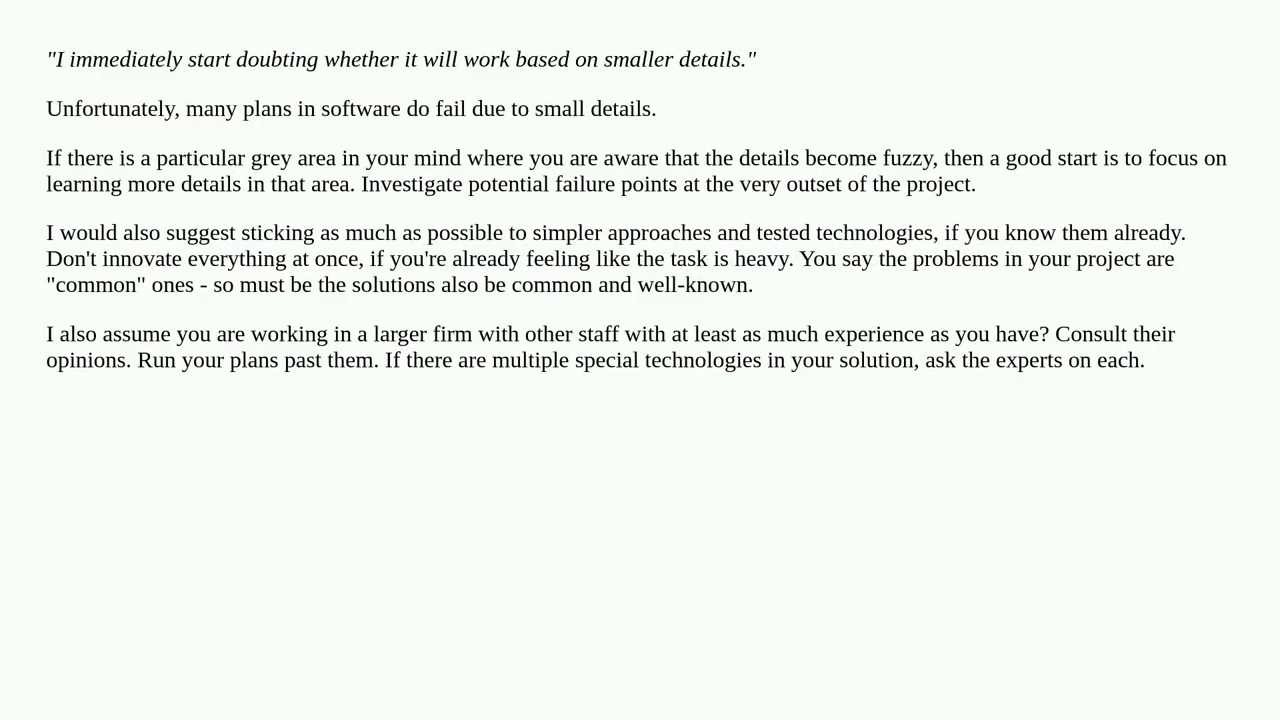 "I immediately start doubting whether it will work based on smaller details."
Unfortunately, many plans in software do fail due to small details.
If there is a particular grey area in your mind where you are aware that the details become fuzzy, then a good start is to focus on
learning more details in that area. Investigate potential failure points at the very outset of the project.
I would also suggest sticking as much as possible to simpler approaches and tested technologies, if you know them already.
Don't innovate everything at once, if you're already feeling like the task is heavy. You say the problems in your project are
"common" ones - so must be the solutions also be common and well-known.
I also assume you are working in a larger firm with other staff with at least as much experience as you have? Consult their
opinions. Run your plans past them. If there are multiple special technologies in your solution, ask the experts on each.